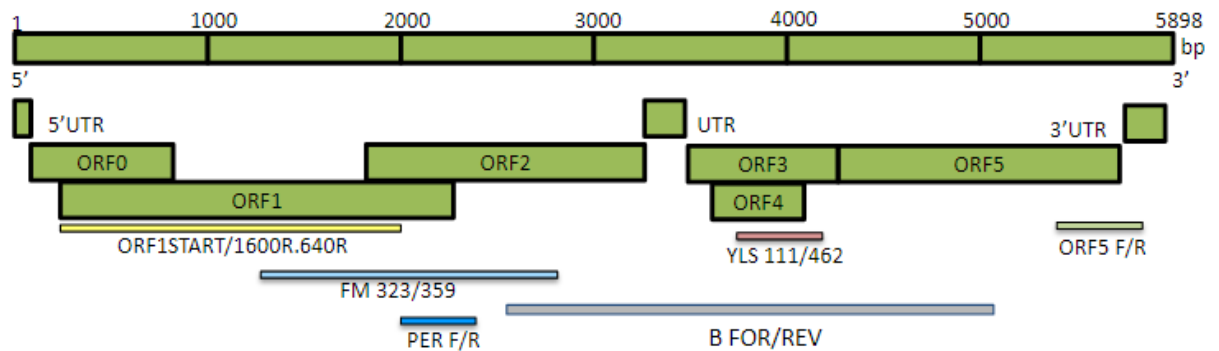 1 1000 2000 3000 4000 5000 5898
bp
5’ 3’
5’UTR UTR 3’UTR
ORF0 ORF2 ORF3 ORF5
ORF1 ORF4
ORF1START/1600R.640R YLS 111/462 ORF5 F/R
FM 323/359
PER F/R B FOR/REV